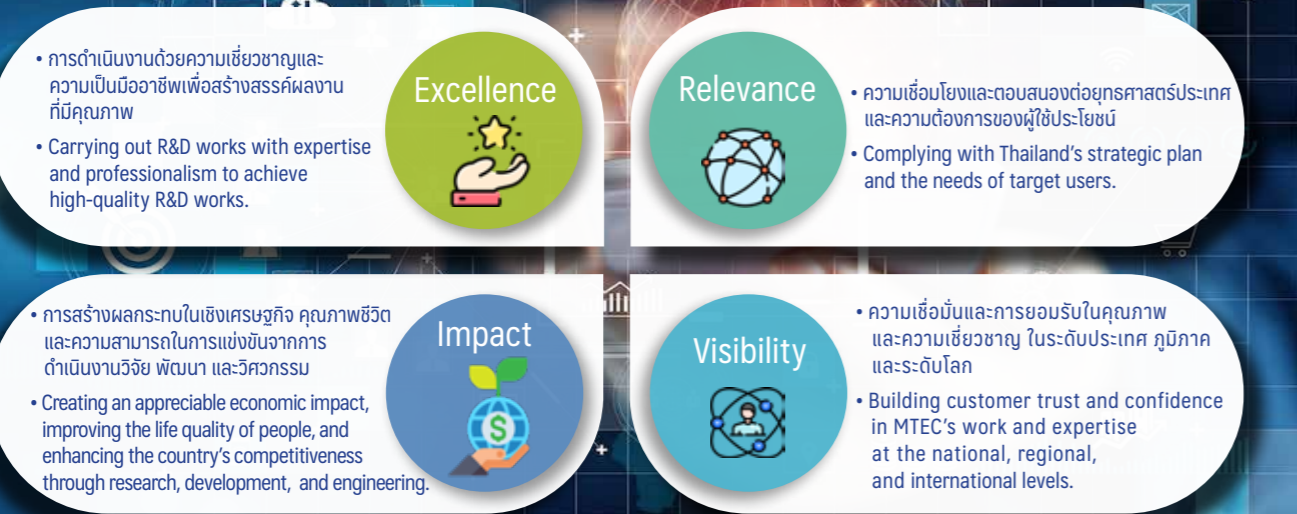 • การดำเนินงานด้วยความเชี่ยวชาญและ
ความเป็นมืออาชีพเพื่อสร้างสรรค์ผลงาน
ที่มีคุณภาพ
• Carrying out R&D works with expertise
and professionalism to achieve
high-quality R&D works.
Excellence
Relevance
• ความเชื่อมโยงและตอบสนองต่อยุทธศาสตร์ประเทศ
และความต้องการของผู้ใช้ประโยชน์
• Complying with Thailand's strategic plan
and the needs of target users.
• การสร้างผลกระทบในเชิงเศรษฐกิจ คุณภาพชีวิต
และความสามารถในการแข่งขันจากการ
ดำเนินงานวิจัย พัฒนา และวิศวกรรม
• Creating an appreciable economic impact,
improving the life quality of people, and
enhancing the country's competitiveness
through research, development, and engineering.
Impact
$
Visibility
• ความเชื่อมั่นและการยอมรับในคุณภาพ
และความเชี่ยวชาญ ในระดับประเทศ ภูมิภาค
และระดับโลก
• Building customer trust and confidence
in MTEC's work and expertise
at the national, regional,
and international levels.